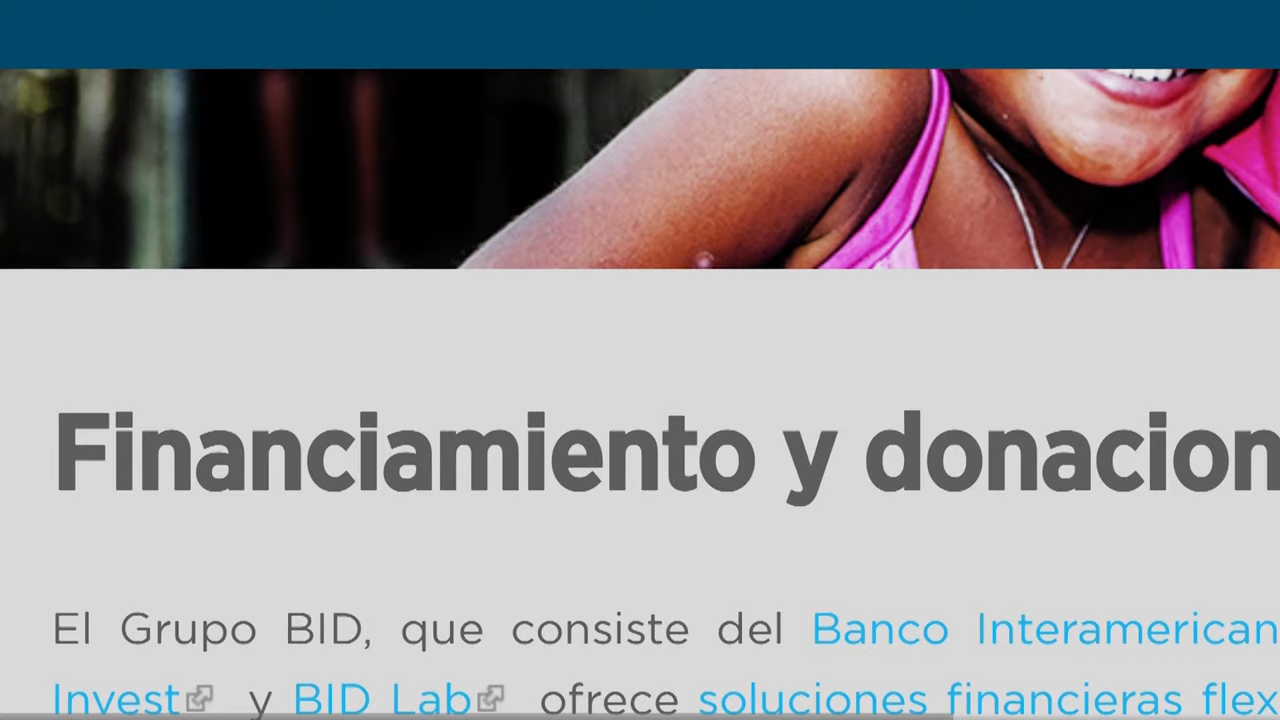 Financiamiento y donacion
El Grupo BID, que consiste del Banco Interamerican
Invest y BID Lab ofrece soluciones financieras flex